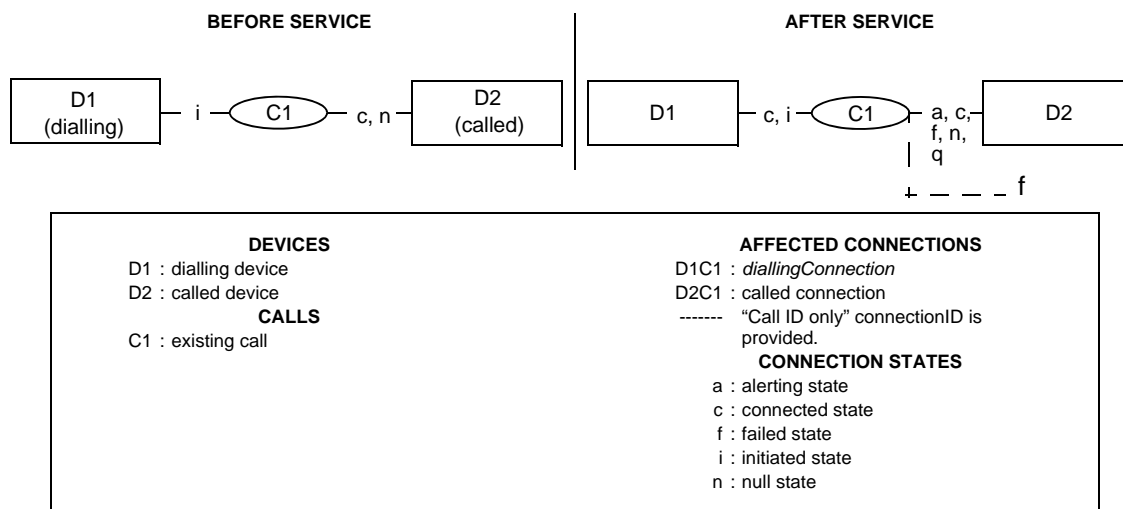 BEFORE SERVICE
AFTER SERVICE
D1
(dialling)
i
C1
c, n
D2
(called)
D1
c, i
C1
a, c,
f, n,
q
D2
f
DEVICES
D1 : dialling device
D2 : called device
CALLS
C1 : existing call
AFFECTED CONNECTIONS
D1C1 : diallingConnection
D2C1 : called connection
------- “Call ID only” connectionID is
provided.
CONNECTION STATES
a : alerting state
c : connected state
f : failed state
i : initiated state
n : null state